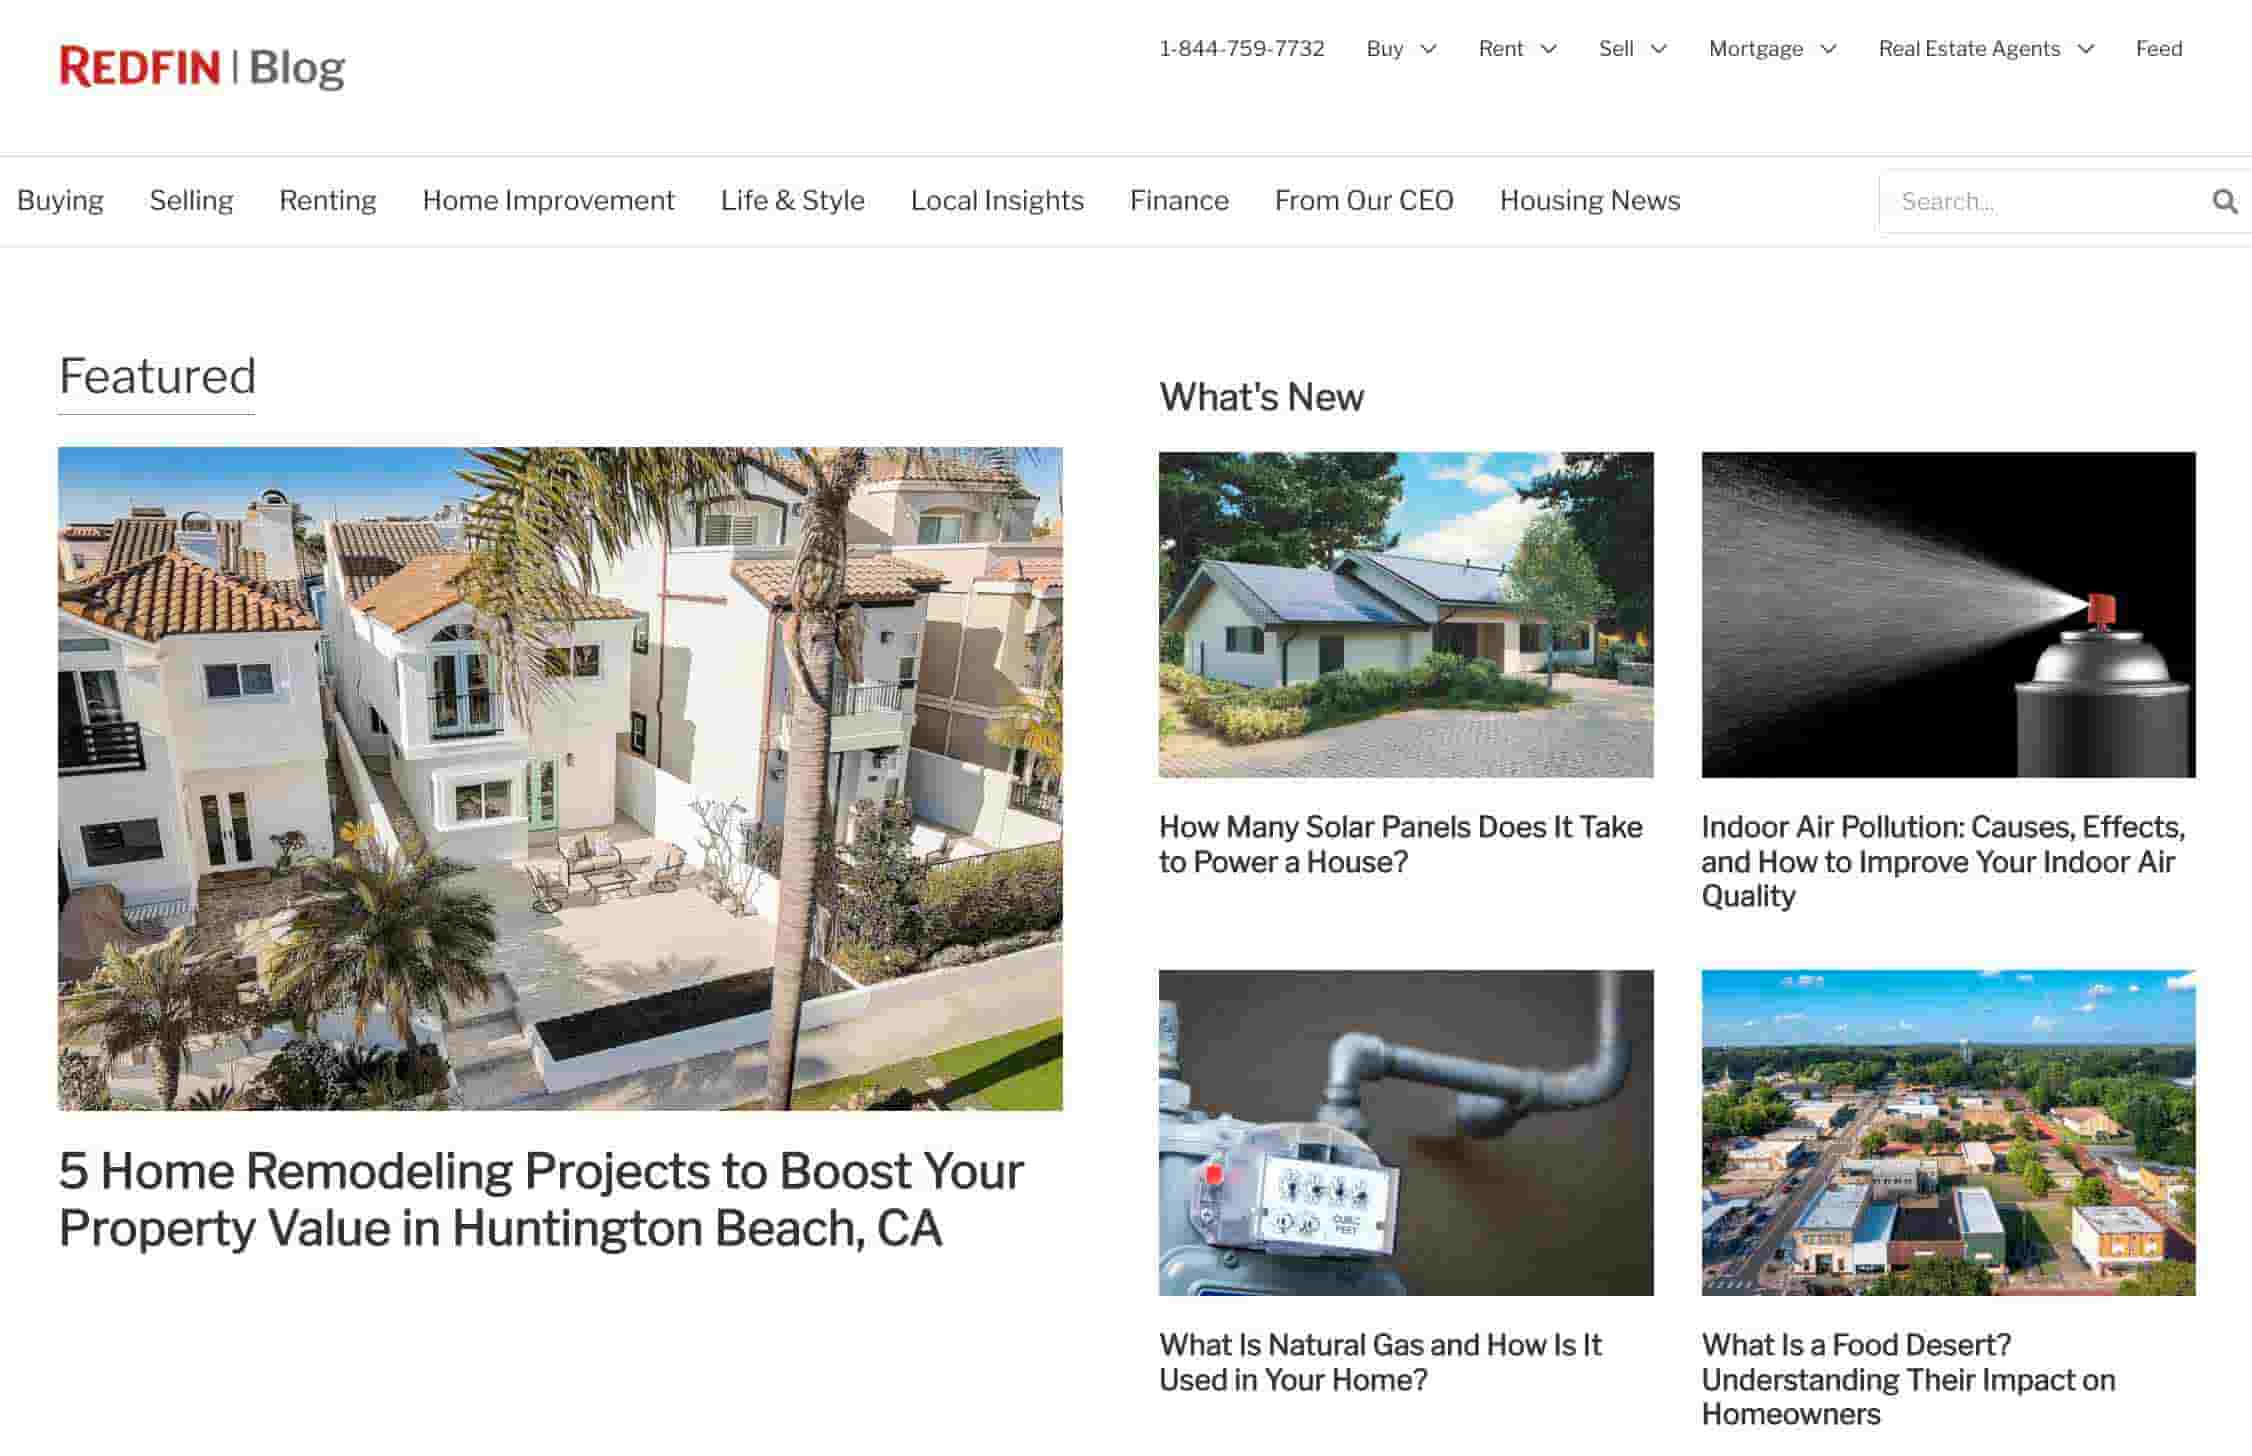 REDFIN | Blog
1-844-759-7732 Buy Rent Sell Mortgage Real Estate Agents Feed
Buying Selling Renting Home Improvement Life & Style Local Insights Finance From Our CEO Housing News Search...
Featured
5 Home Remodeling Projects to Boost Your
Property Value in Huntington Beach, CA
What's New
How Many Solar Panels Does It Take
to Power a House?
Indoor Air Pollution: Causes, Effects,
and How to Improve Your Indoor Air
Quality
CUBIC
FEET
What Is Natural Gas and How Is It
Used in Your Home?
What Is a Food Desert?
Understanding Their Impact on
Homeowners